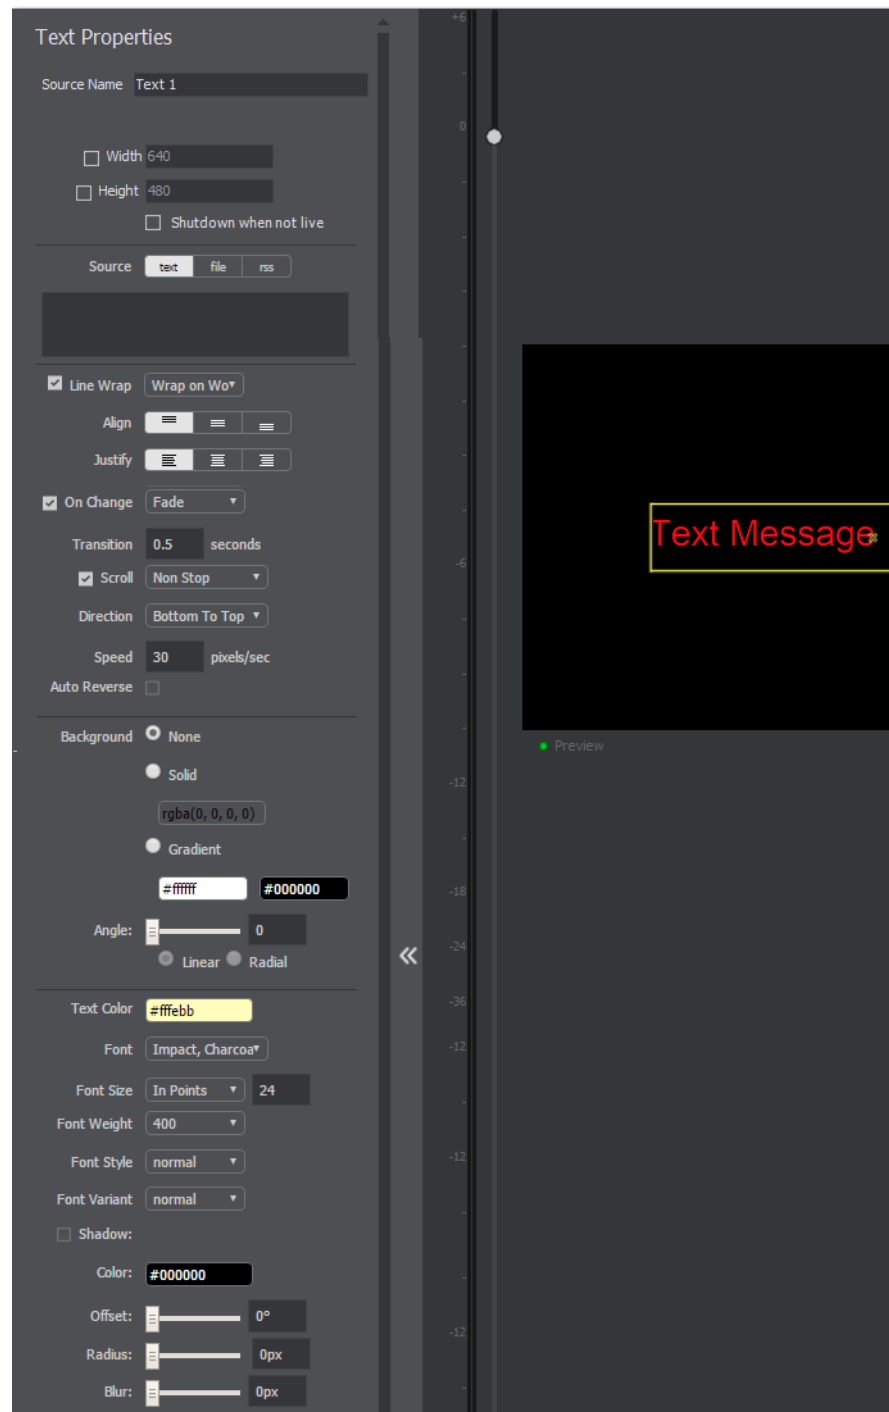 Text Properties
Source Name Text 1
Width 640
Height 480
Shutdown when not live
Source text file rss
Line Wrap Wrap on Wo
Align
Justify
On Change Fade
Transition 0.5 seconds
Scroll Non Stop
Direction Bottom To Top
Speed 30 pixels/sec
Auto Reverse
Background None
Solid
rgba(0, 0, 0, 0)
Gradient
#ffffff #000000
Angle: 0
Linear Radial
Text Color #fffebb
Font Impact, Charcoa
Font Size In Points 24
Font Weight 400
Font Style normal
Font Variant normal
Shadow:
Color: #000000
Offset: 0°
Radius: 0px
Blur: 0px
«
+6
0
-6
-12
-18
-24
-36
-12
-12
-12
Text Message
Preview